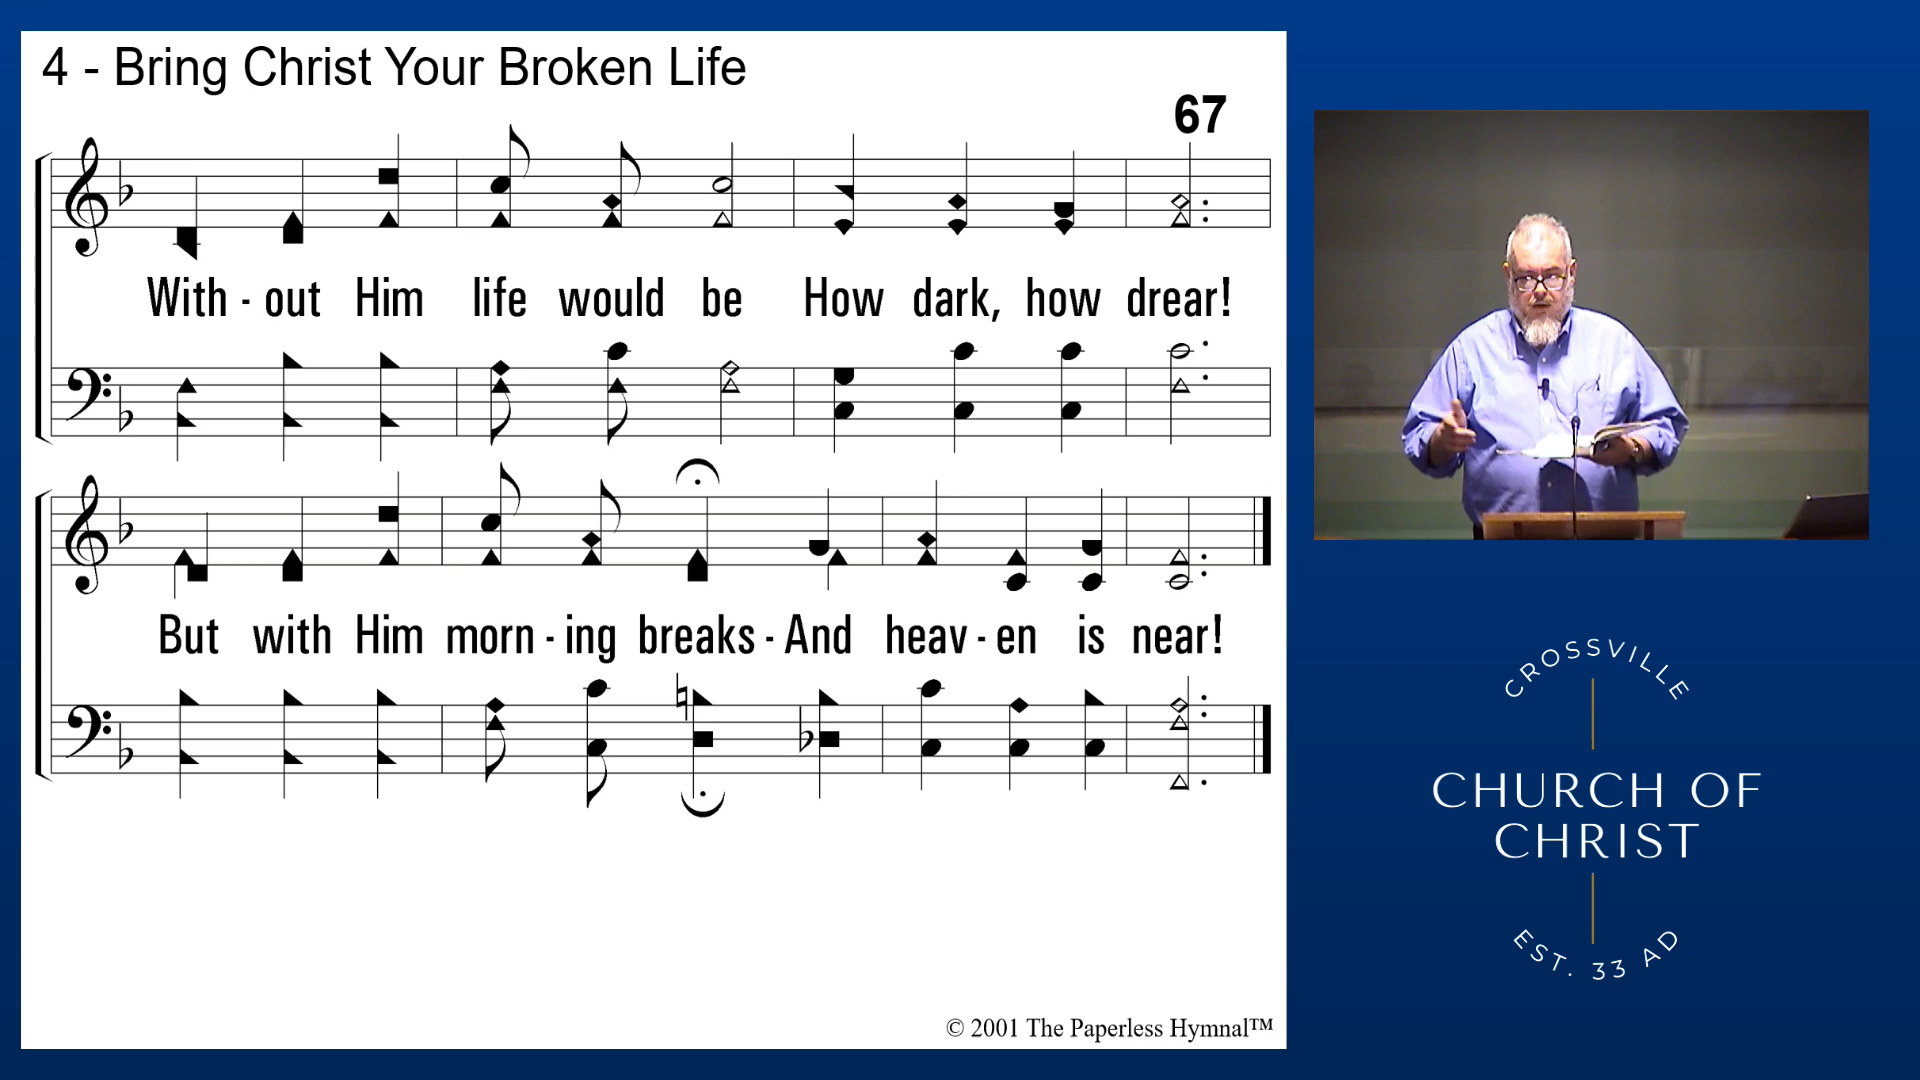 4 - Bring Christ Your Broken Life
67
With - out Him life would be How dark, how drear!
But with Him morn - ing breaks - And heav - en is near!
© 2001 The Paperless Hymnal™
CROSSVILLE
CHURCH OF
CHRIST
EST. 33 AD